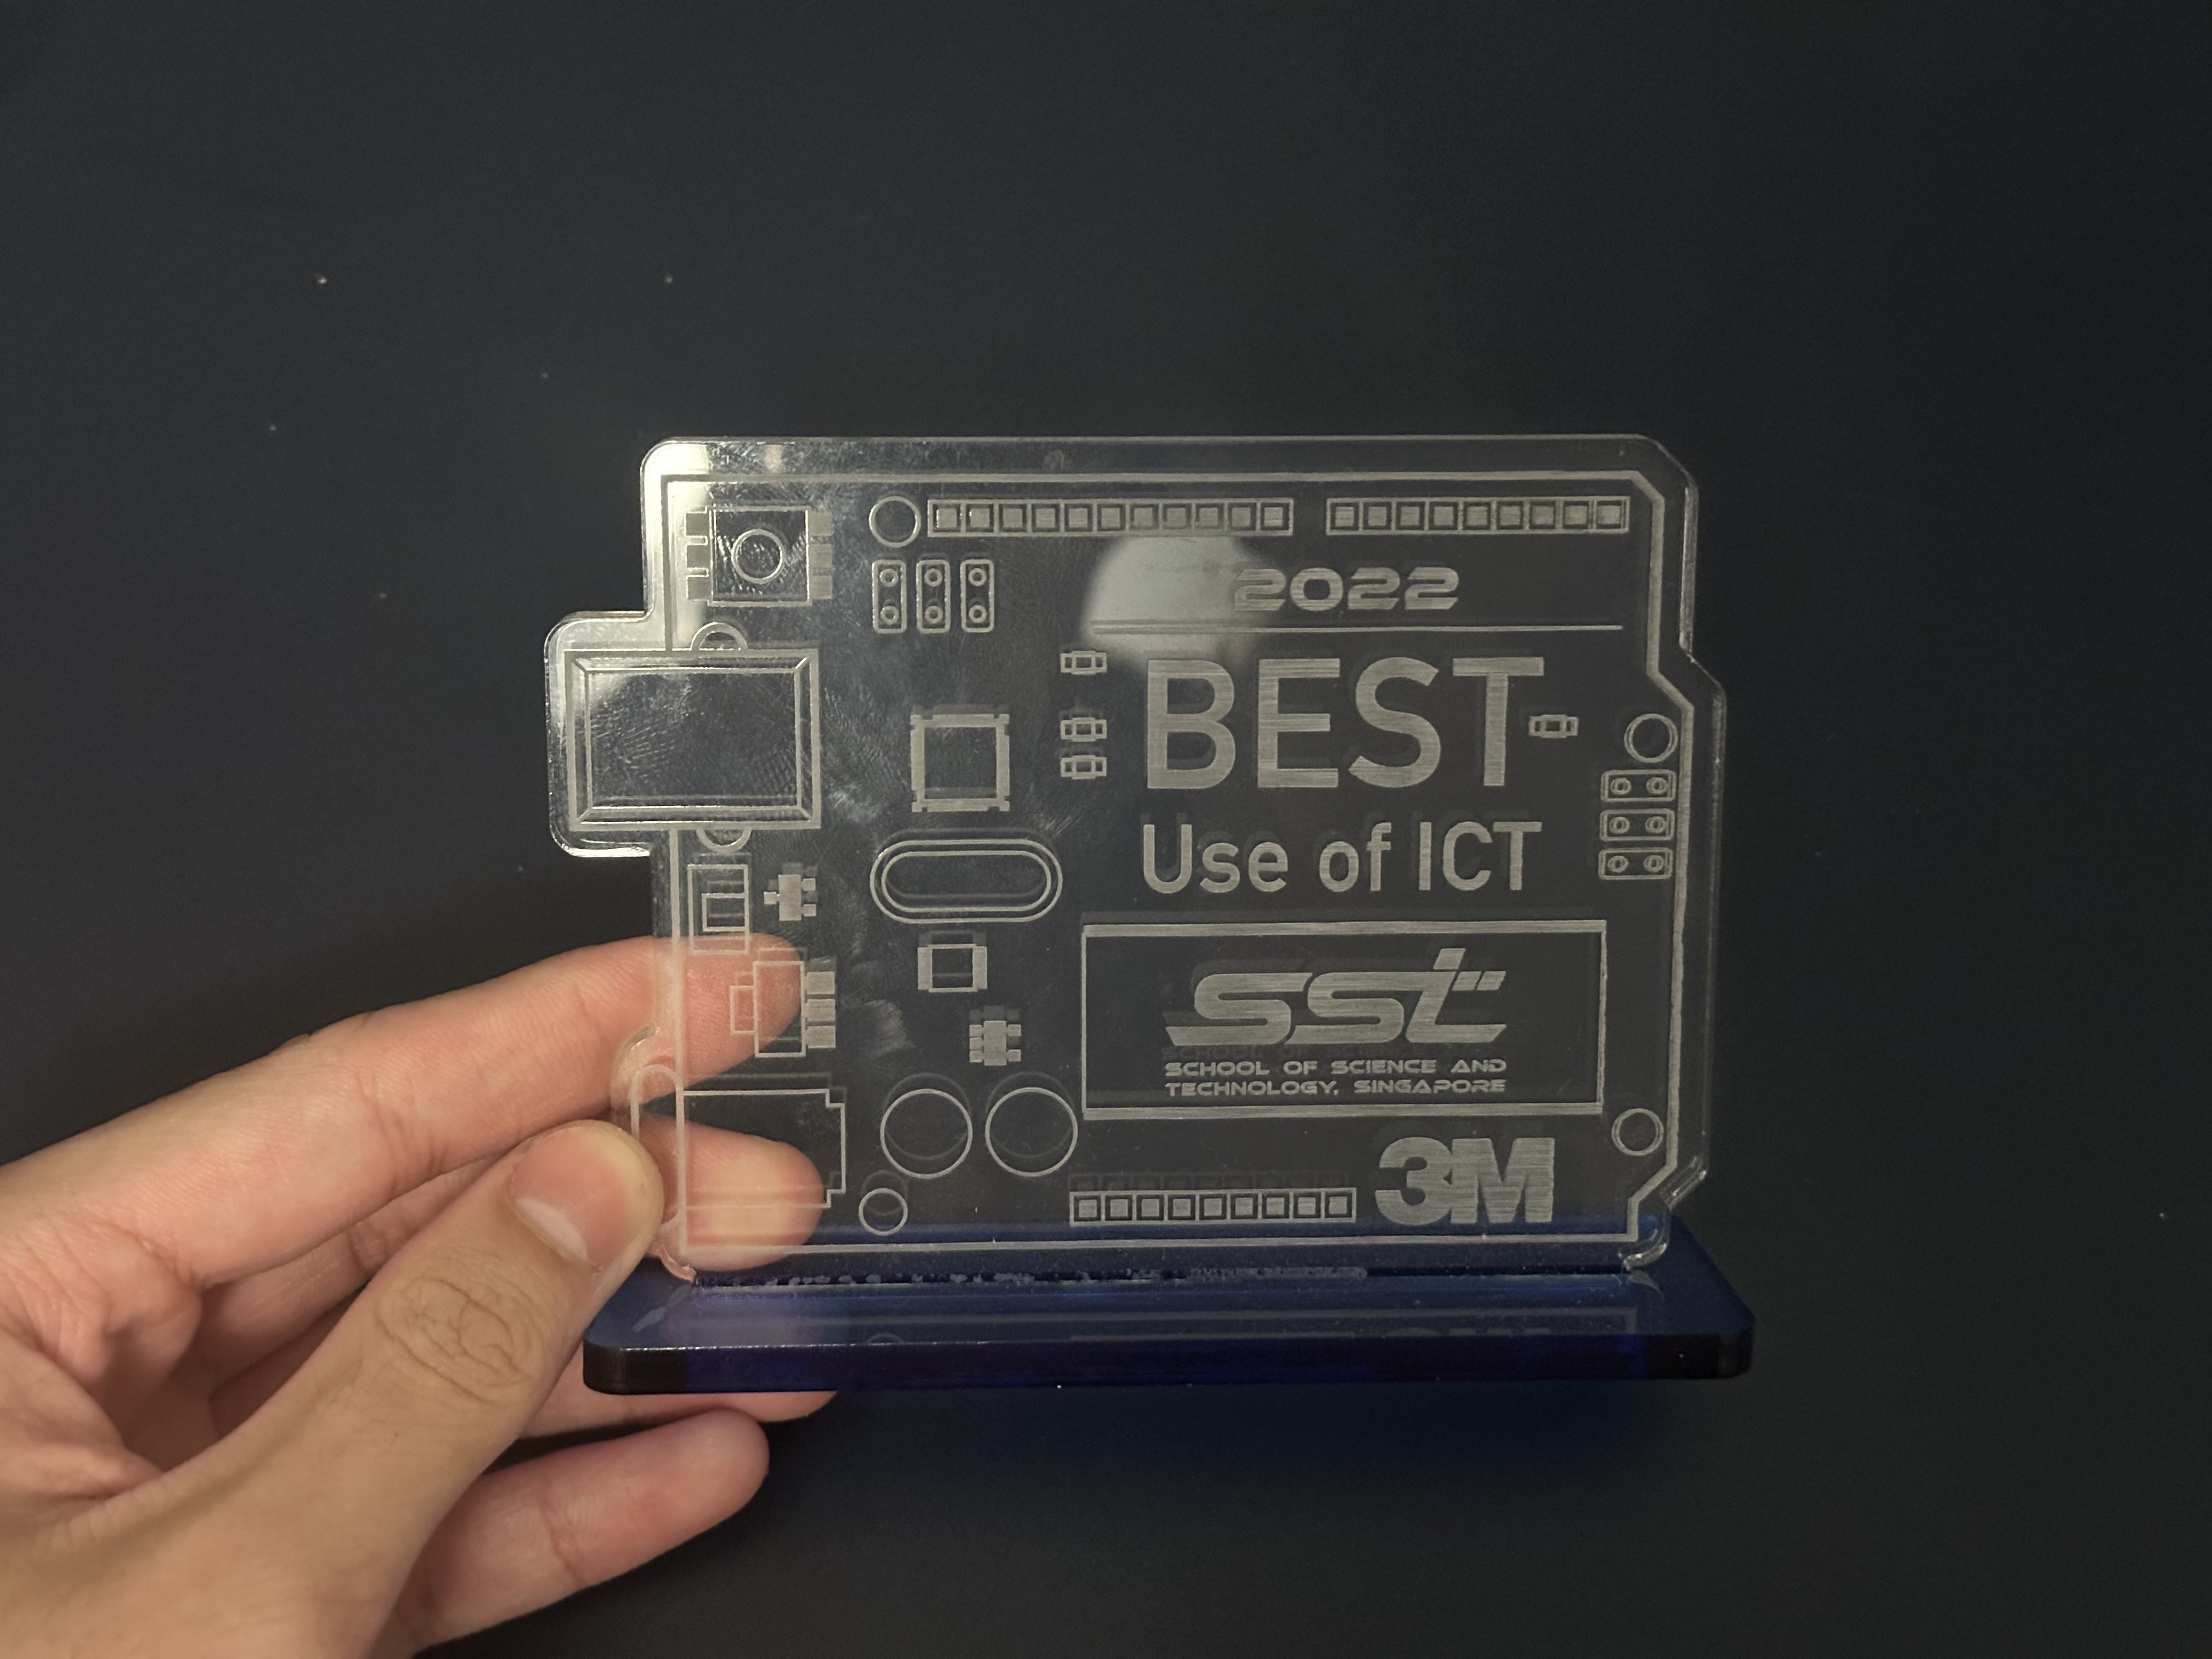 2022
BEST
Use of ICT
SSt
SCHOOL OF SCIENCE AND
TECHNOLOGY, SINGAPORE
3M